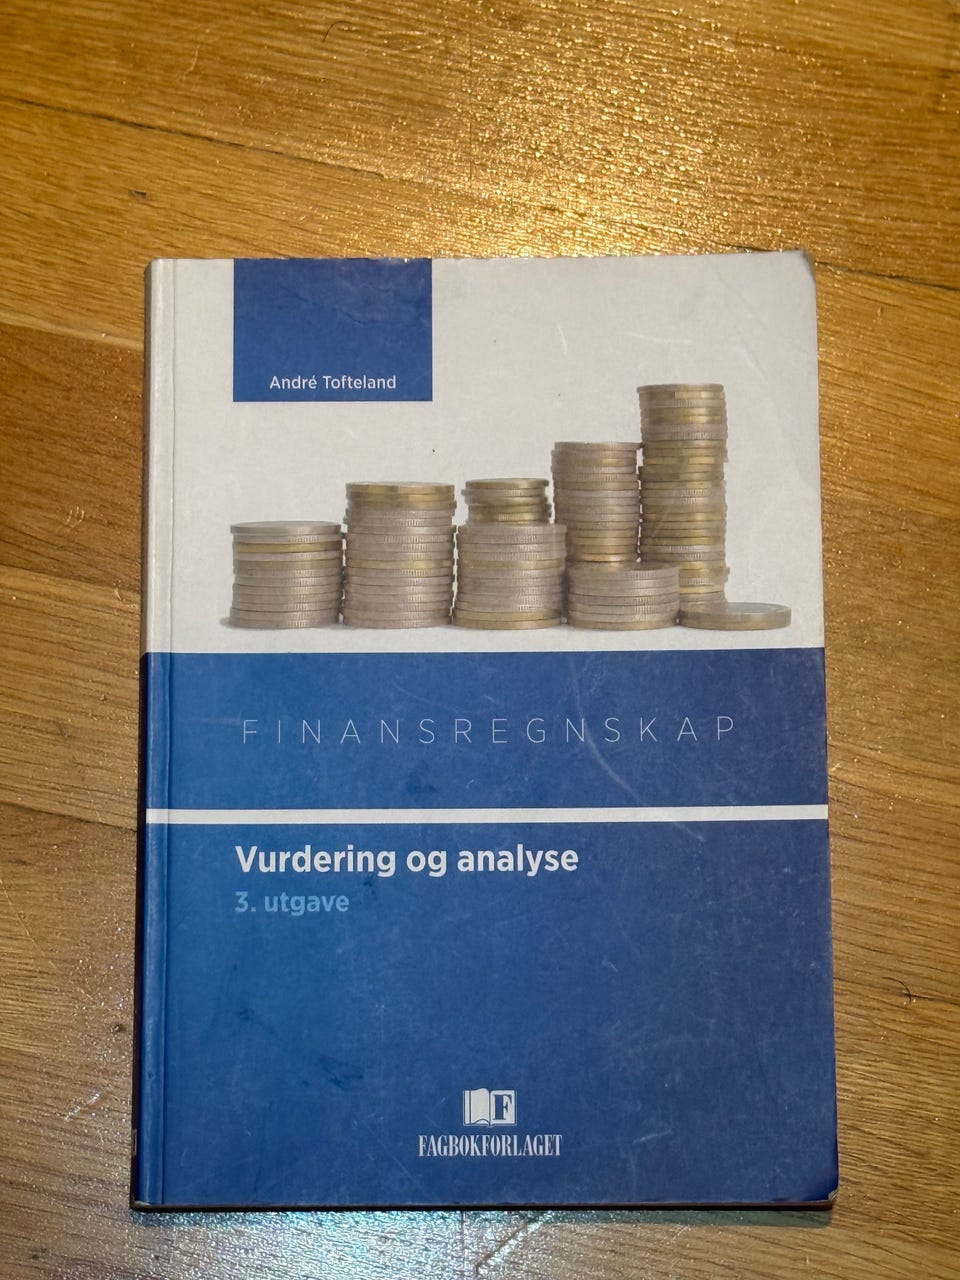 André Tofteland
FINANSREGNSKAP
Vurdering og analyse
3. utgave
F
FAGBOKFORLAGET